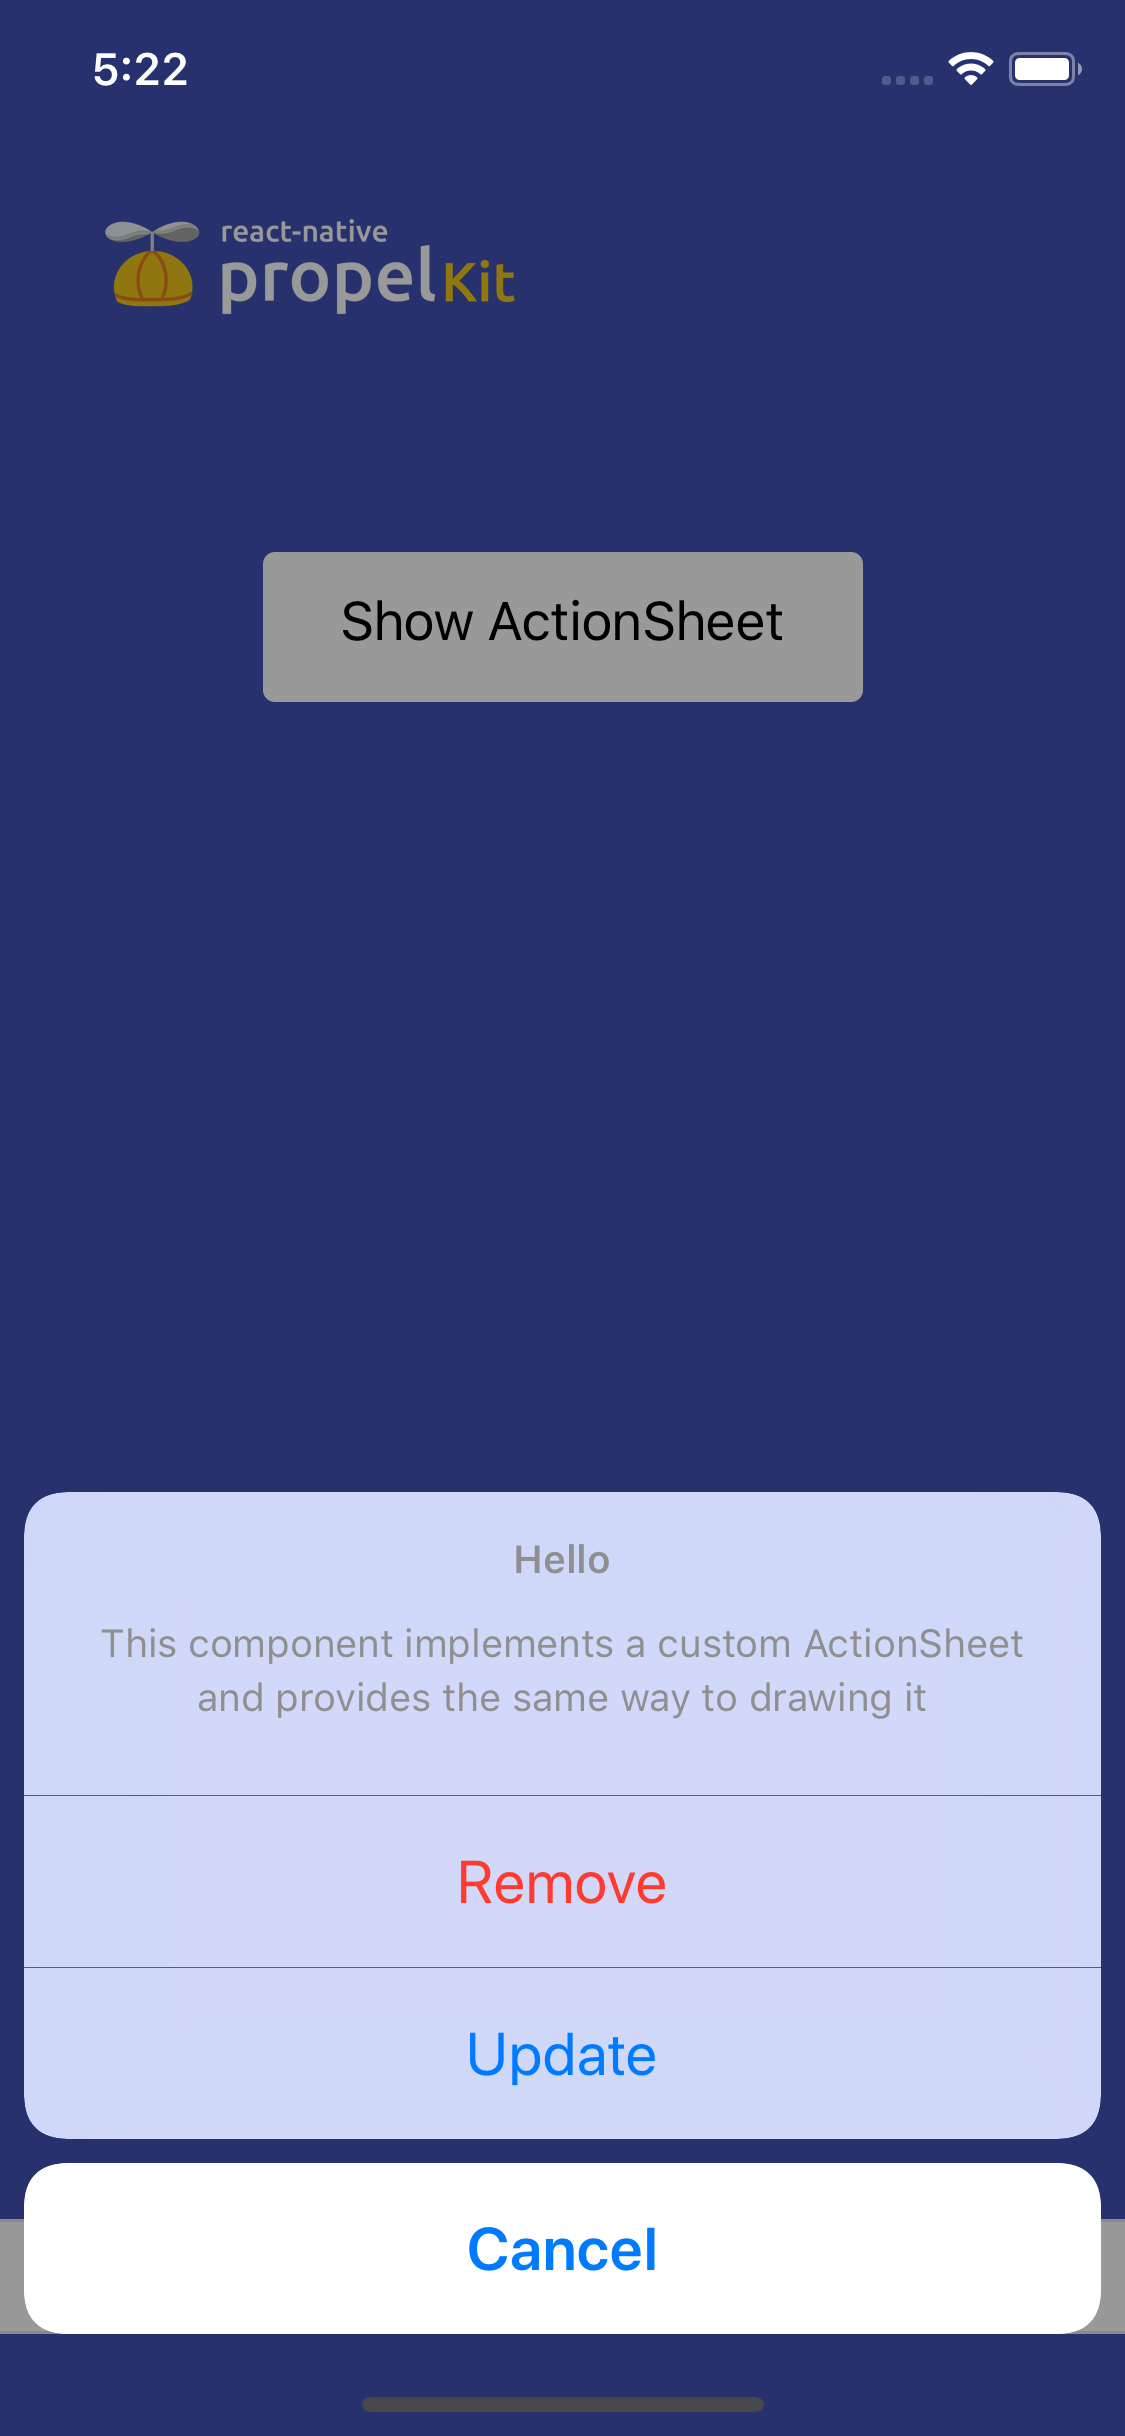 5:22
react-native
propelKit
Show ActionSheet
Hello
This component implements a custom ActionSheet
and provides the same way to drawing it
Remove
Update
Cancel